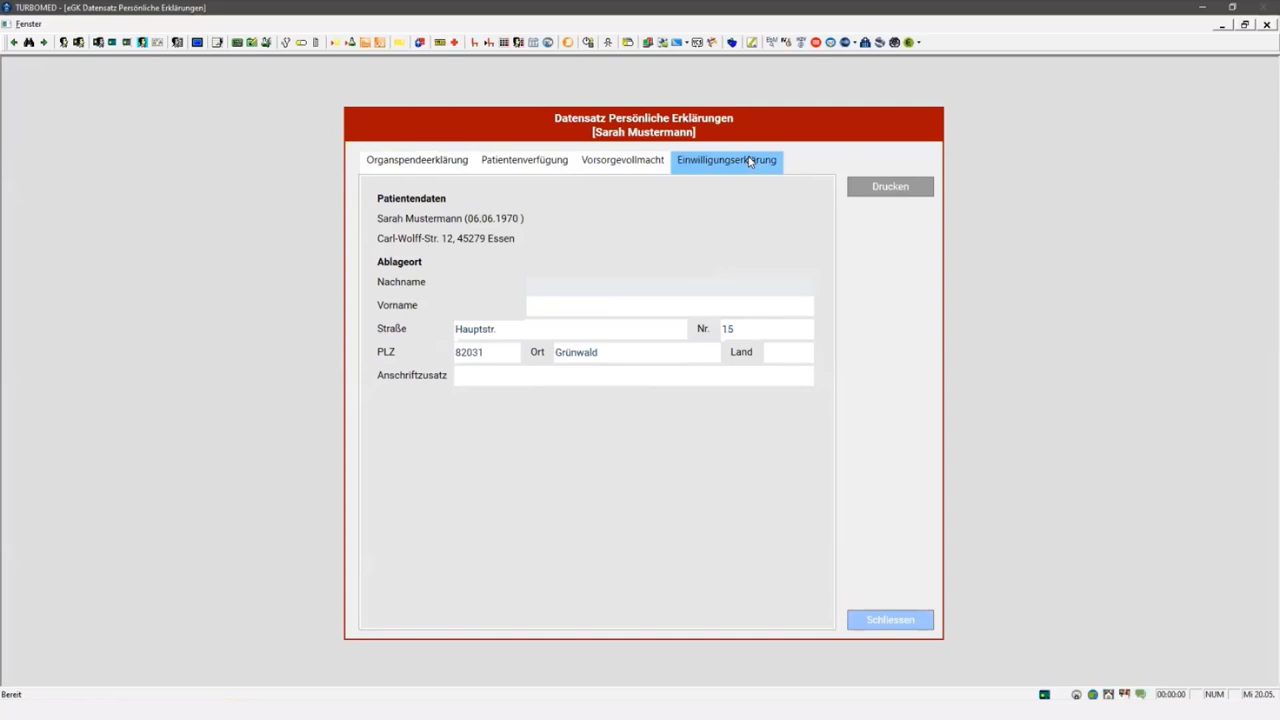 TURBOMED - [eGK Datensatz Persönliche Erklärungen]
Fenster
Datensatz Persönliche Erklärungen
[Sarah Mustermann]
Organspendeerklärung Patientenverfügung Vorsorgevollmacht Einwilligungserklärung
Drucken
Patientendaten
Sarah Mustermann (06.06.1970 )
Carl-Wolff-Str. 12, 45279 Essen
Ablageort
Nachname
Vorname
Straße Hauptstr. Nr. 15
PLZ 82031 Ort Grünwald Land
Anschriftzusatz
Schliessen
Bereit 00:00:00 NUM Mi 20.05.